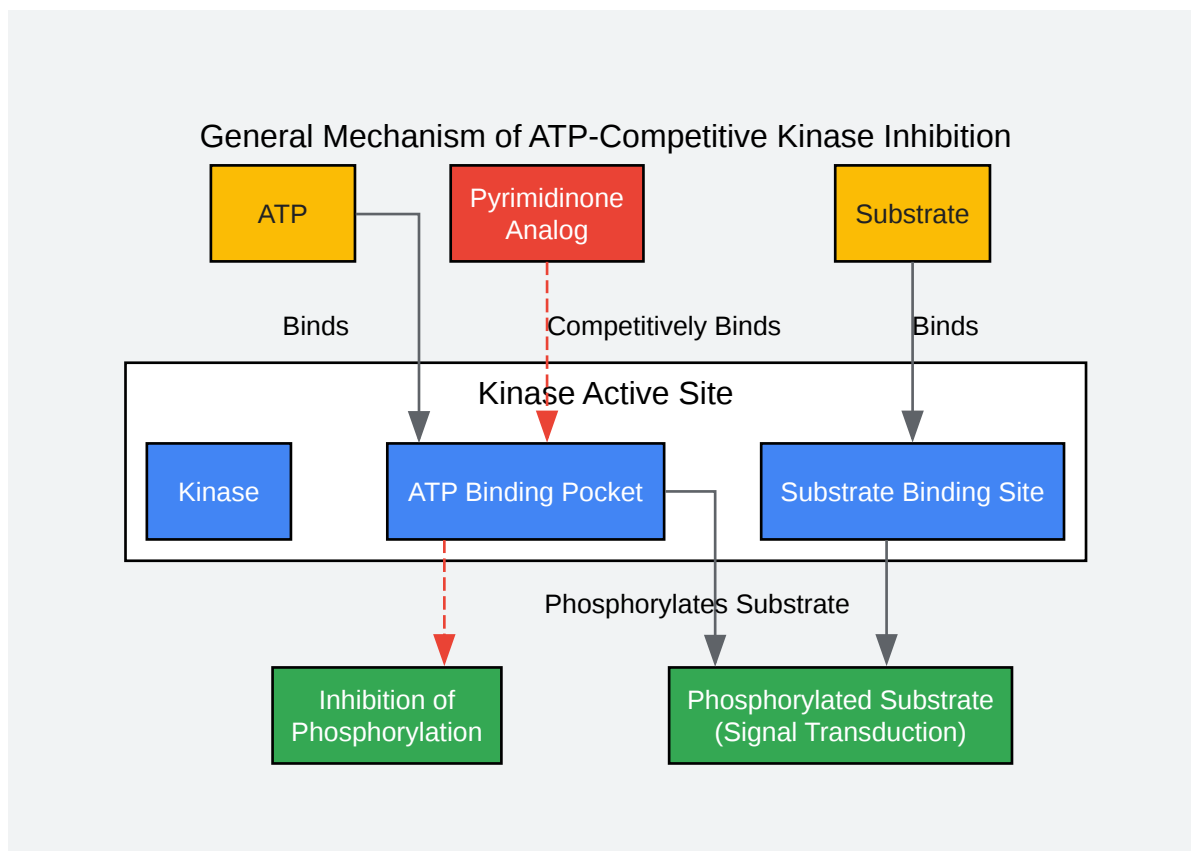 General Mechanism of ATP-Competitive Kinase Inhibition
ATP
Pyrimidinone
Analog
Substrate
Binds
Competitively Binds
Binds
Kinase Active Site
Kinase
ATP Binding Pocket
Substrate Binding Site
Phosphorylates Substrate
Inhibition of
Phosphorylation
Phosphorylated Substrate
(Signal Transduction)